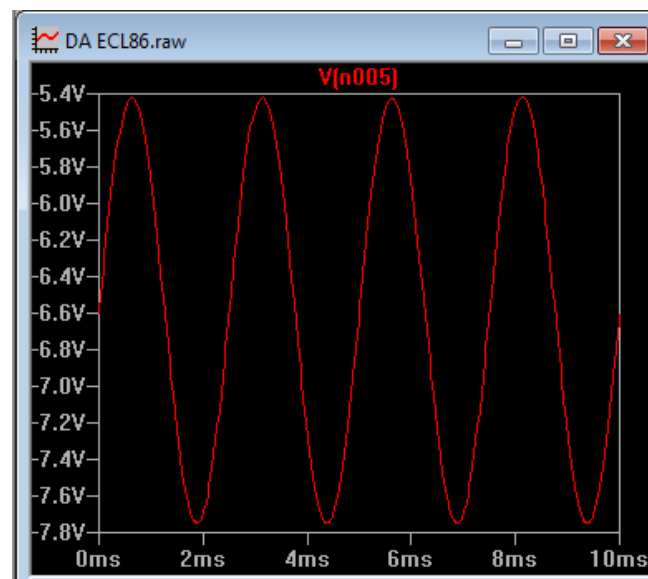 DA ECL86.raw
V(n005)
-5.4V
-5.6V
-5.8V
-6.0V
-6.2V
-6.4V
-6.6V
-6.8V
-7.0V
-7.2V
-7.4V
-7.6V
-7.8V
0ms 2ms 4ms 6ms 8ms 10ms